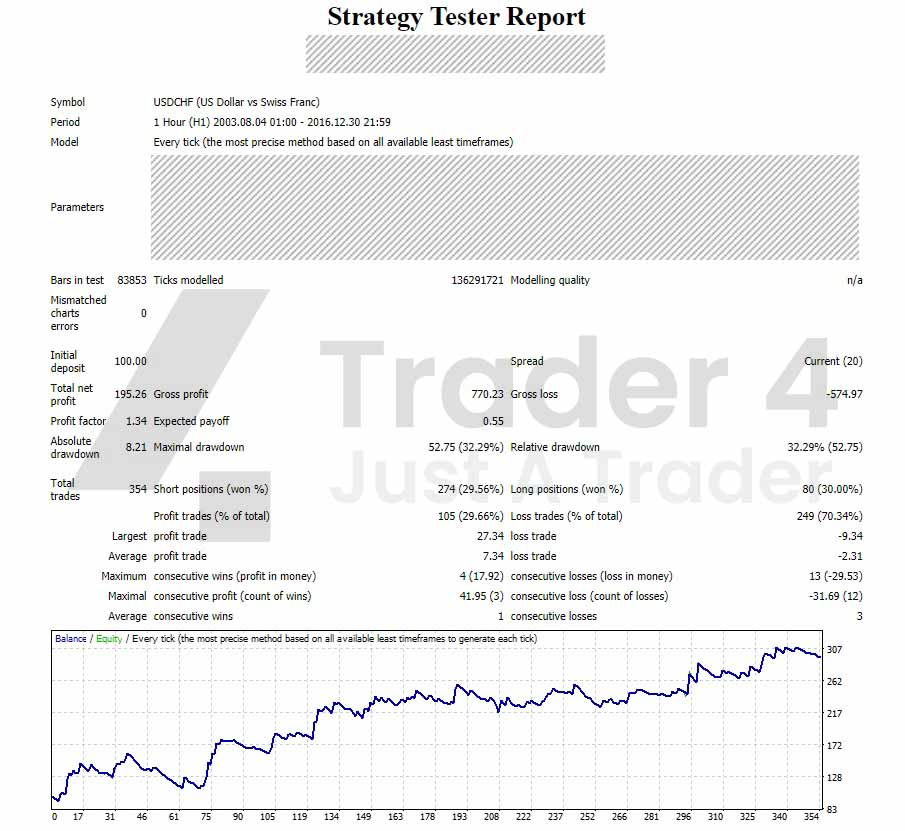 Strategy Tester Report
Symbol USDCHF (US Dollar vs Swiss Franc)
Period 1 Hour (H1) 2003.08.04 01:00 - 2016.12.30 21:59
Model Every tick (the most precise method based on all available least timeframes)
Parameters
Bars in test 83853 Ticks modelled 136291721 Modelling quality n/a
Mismatched
charts 0
errors
Initial
deposit 100.00 Spread Current (20)
Total net
profit 195.26 Gross profit 770.23 Gross loss -574.97
Profit factor 1.34 Expected payoff 0.55
Absolute
drawdown 8.21 Maximal drawdown 52.75 (32.29%) Relative drawdown 32.29% (52.75)
Total
trades 354 Short positions (won %) 274 (29.56%) Long positions (won %) 80 (30.00%)
Profit trades (% of total) 105 (29.66%) Loss trades (% of total) 249 (70.34%)
Largest profit trade 27.34 loss trade -9.34
Average profit trade 7.34 loss trade -2.31
Maximum consecutive wins (profit in money) 4 (17.92) consecutive losses (loss in money) 13 (-29.53)
Maximal consecutive profit (count of wins) 41.95 (3) consecutive loss (count of losses) -31.69 (12)
Average consecutive wins 1 consecutive losses 3
Trader 4
Just A Trader
Balance / Equity / Every tick (the most precise method based on all available least timeframes to generate each tick)
307
262
217
172
128
83
0 17 31 46 61 75 90 105 119 134 149 163 178 193 208 222 237 252 266 281 296 310 325 340 354